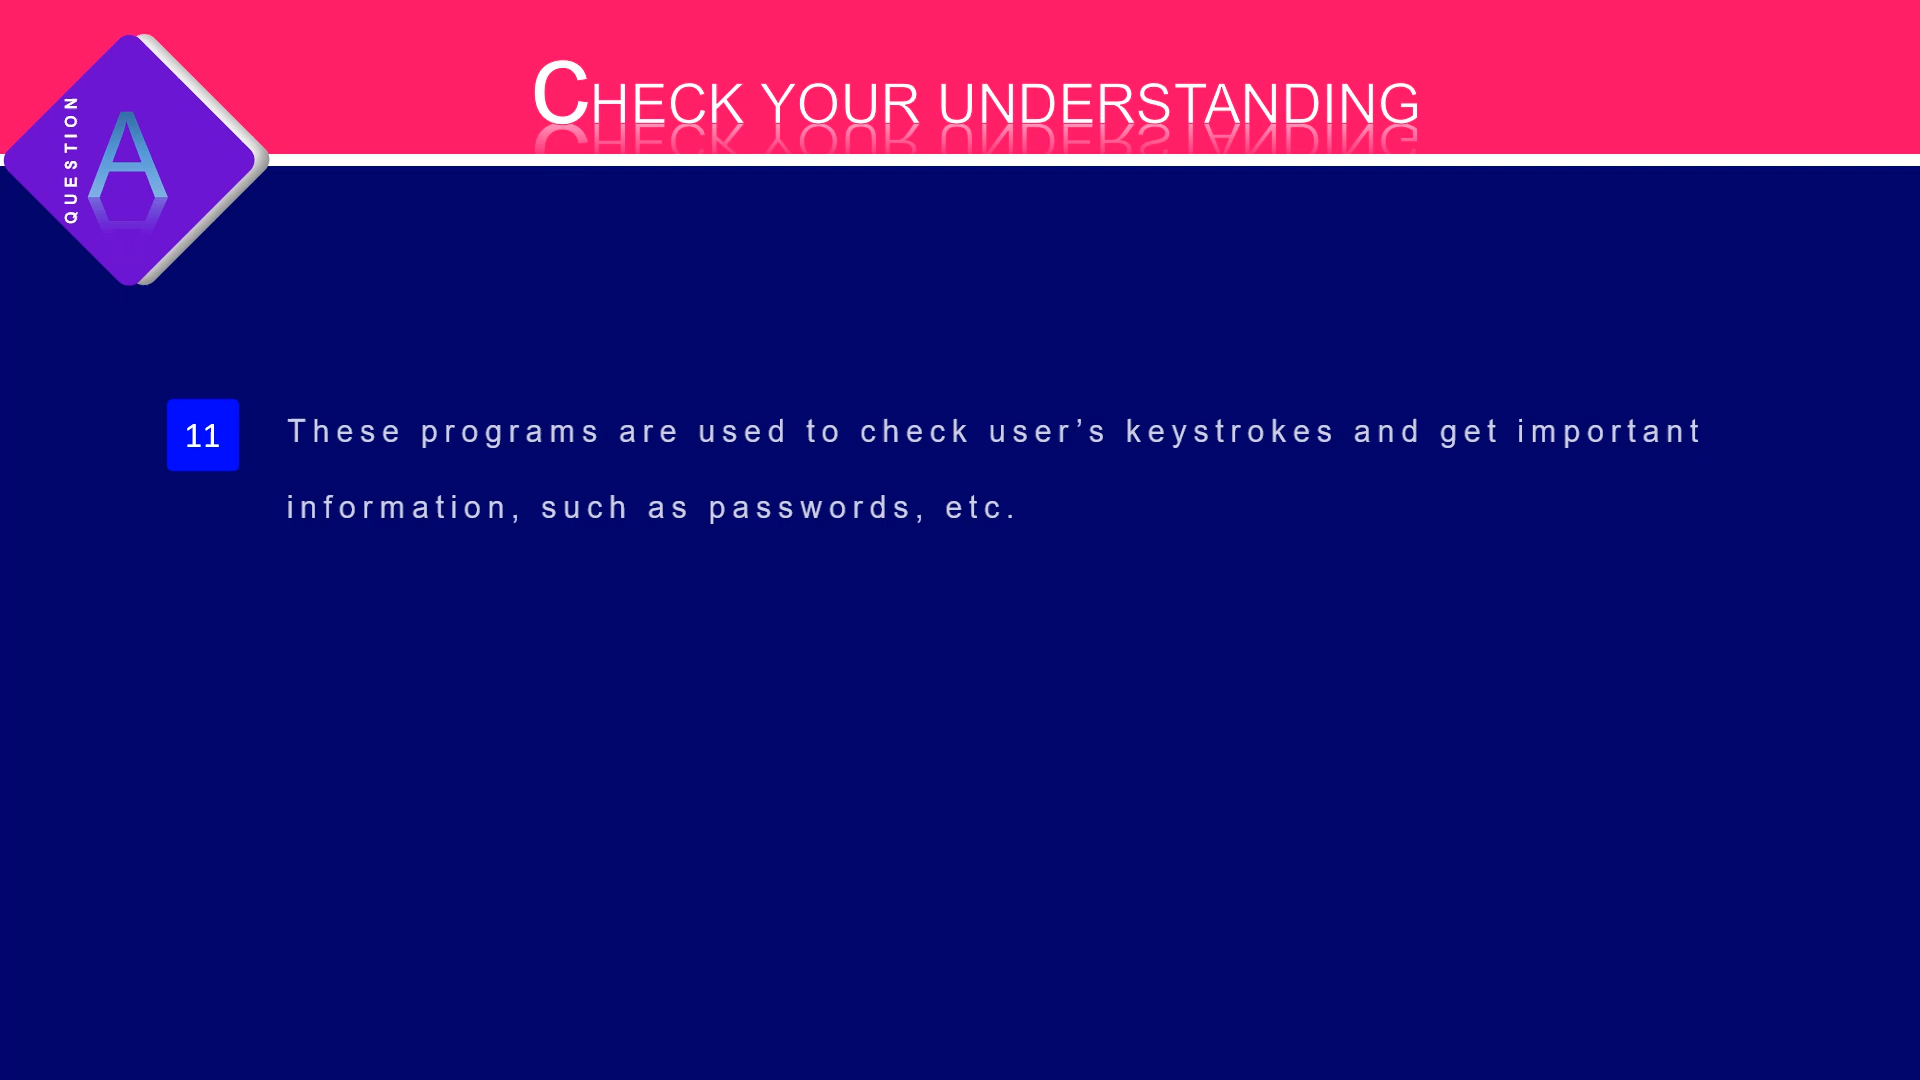 CHECK YOUR UNDERSTANDING
QUESTION
A
11
These programs are used to check user’s keystrokes and get important
information, such as passwords, etc.